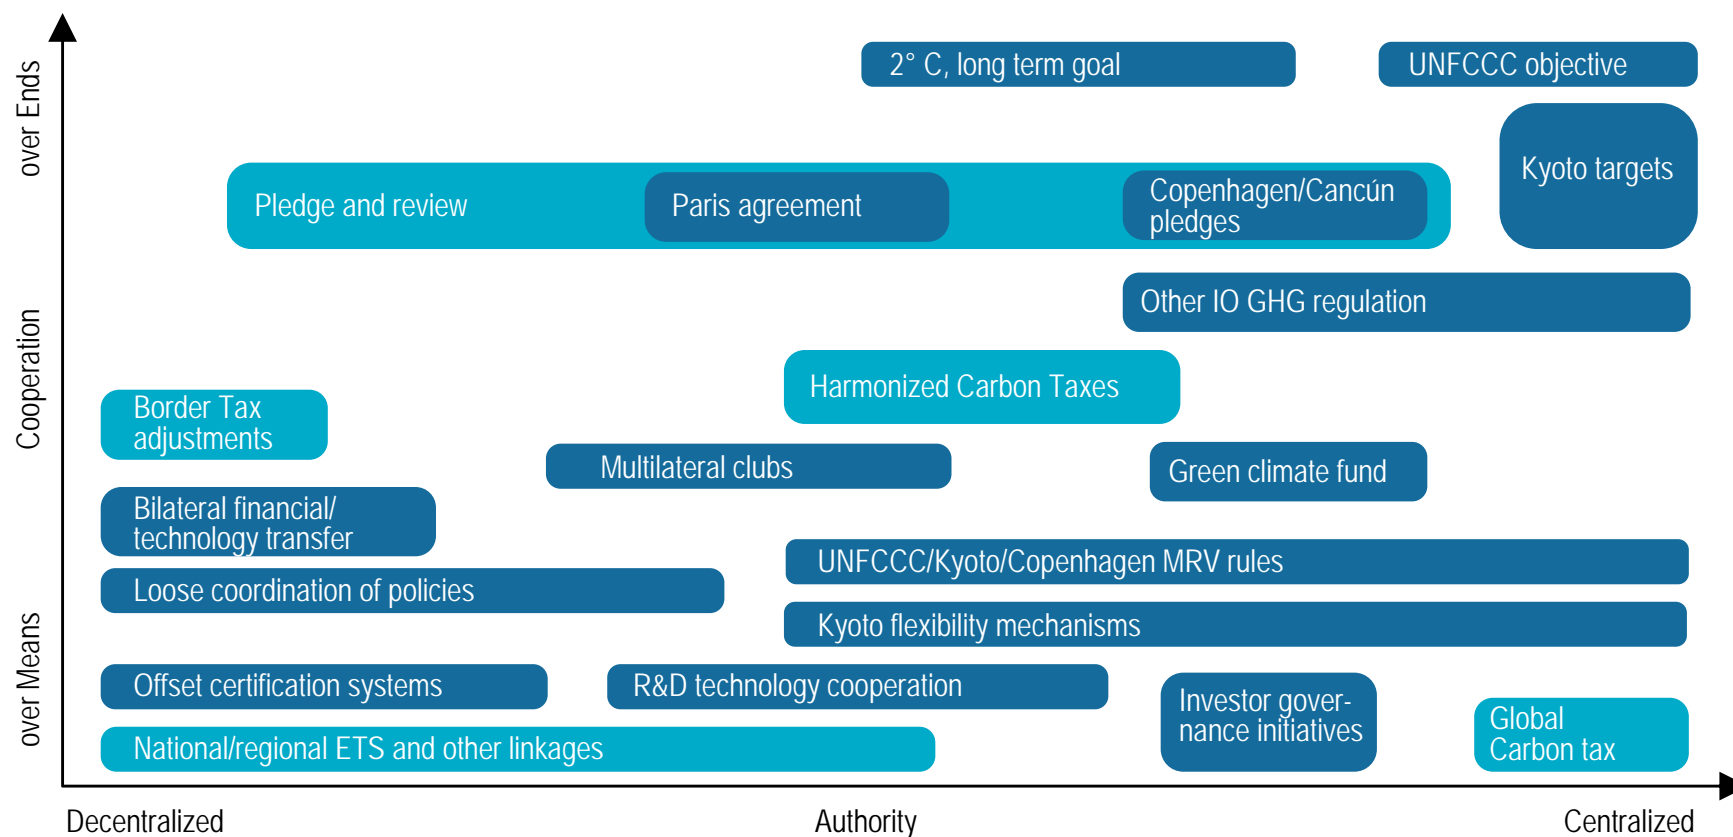 over Ends
Cooperation
over Means
2° C, long term goal
UNFCCC objective
Kyoto targets
Pledge and review
Paris agreement
Copenhagen/Cancún
pledges
Other IO GHG regulation
Harmonized Carbon Taxes
Border Tax
adjustments
Multilateral clubs
Green climate fund
Bilateral financial/
technology transfer
UNFCCC/Kyoto/Copenhagen MRV rules
Loose coordination of policies
Kyoto flexibility mechanisms
Offset certification systems
R&D technology cooperation
Investor gover-
nance initiatives
Global
Carbon tax
National/regional ETS and other linkages
Decentralized
Authority
Centralized